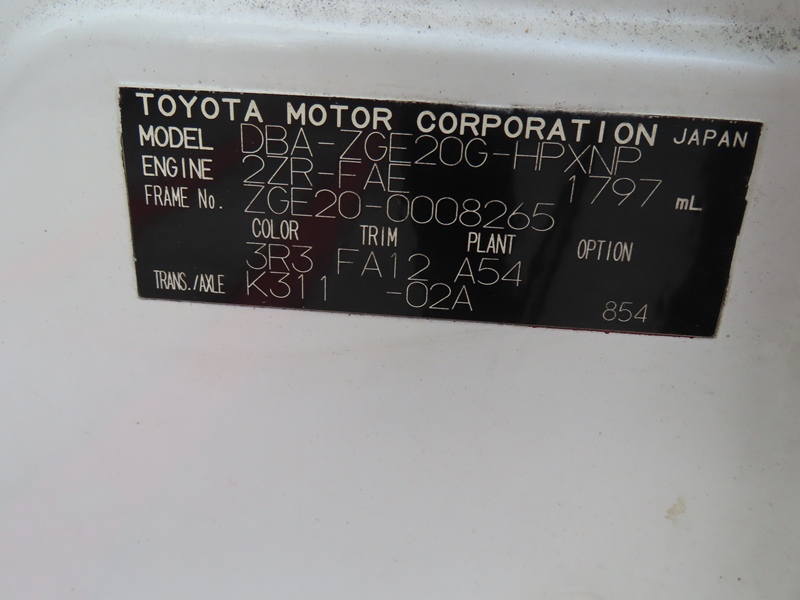 TOYOTA MOTOR CORPORATION JAPAN
MODEL DBA-ZGE20G-HPXNP
ENGINE 2ZR-FAE 1797 mL
FRAME No. ZGE20-0008265
COLOR TRIM PLANT OPTION
3R3 FA12 A54
TRANS./AXLE K311 -02A
854